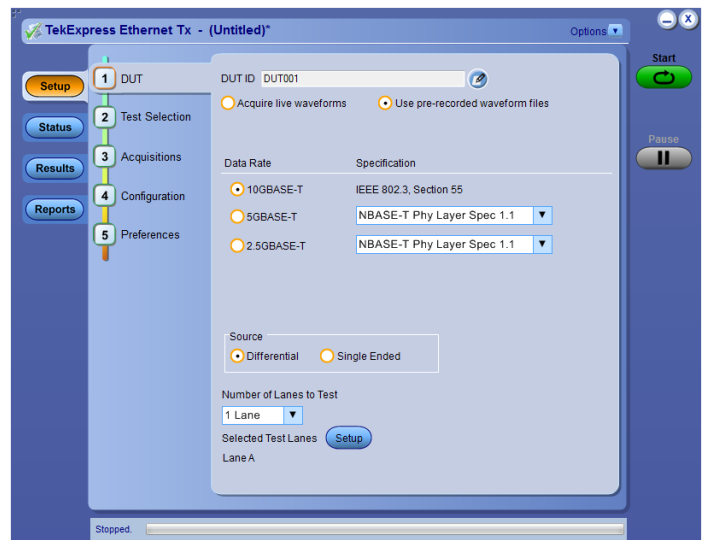 TekExpress Ethernet Tx - (Untitled)*
Options
Start
Pause
Setup
Status
Results
Reports
1 DUT
2 Test Selection
3 Acquisitions
4 Configuration
5 Preferences
DUT ID DUT001
Acquire live waveforms Use pre-recorded waveform files
Data Rate Specification
10GBASE-T IEEE 802.3, Section 55
5GBASE-T NBASE-T Phy Layer Spec 1.1
2.5GBASE-T NBASE-T Phy Layer Spec 1.1
Source
Differential Single Ended
Number of Lanes to Test
1 Lane
Selected Test Lanes Setup
Lane A
Stopped.